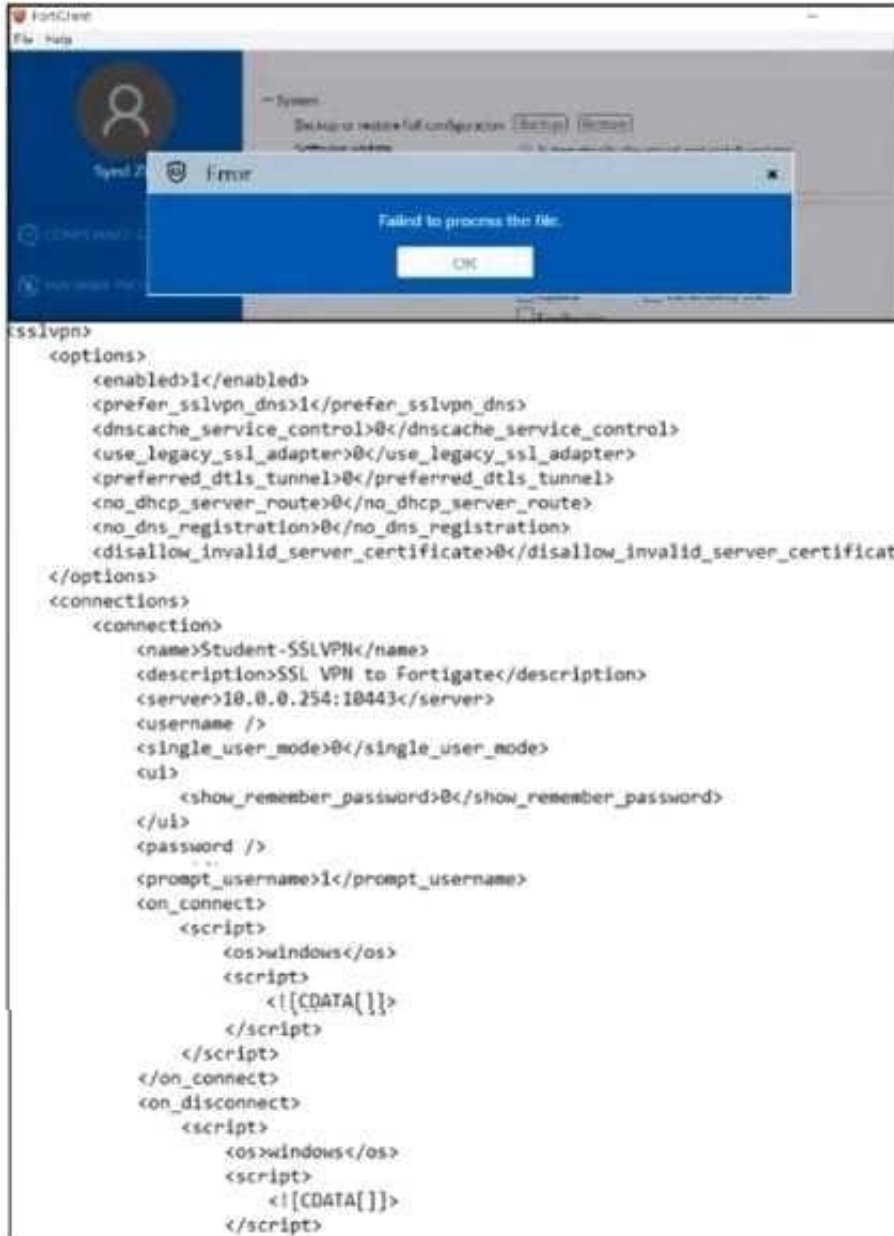 FortiClient
File Help
System
Backup or restore full configuration Backup Restore
Software update
Syed
Error
Failed to process the file.
OK
<sslvpn>
<options>
<enabled>1</enabled>
<prefer_sslvpn_dns>1</prefer_sslvpn_dns>
<dnscache_service_control>0</dnscache_service_control>
<use_legacy_ssl_adapter>0</use_legacy_ssl_adapter>
<preferred_dtls_tunnel>0</preferred_dtls_tunnel>
<no_dhcp_server_route>0</no_dhcp_server_route>
<no_dns_registration>0</no_dns_registration>
<disallow_invalid_server_certificate>0</disallow_invalid_server_certificat
</options>
<connections>
<connection>
<name>Student-SSLVPN</name>
<description>SSL VPN to Fortigate</description>
<server>10.0.0.254:10443</server>
<username />
<single_user_mode>0</single_user_mode>
<ui>
<show_remember_password>0</show_remember_password>
</ui>
<password />
<prompt_username>1</prompt_username>
<on_connect>
<script>
<os>windows</os>
<script>
<![CDATA[]]>
</script>
</script>
</on_connect>
<on_disconnect>
<script>
<os>windows</os>
<script>
<![CDATA[]]>
</script>